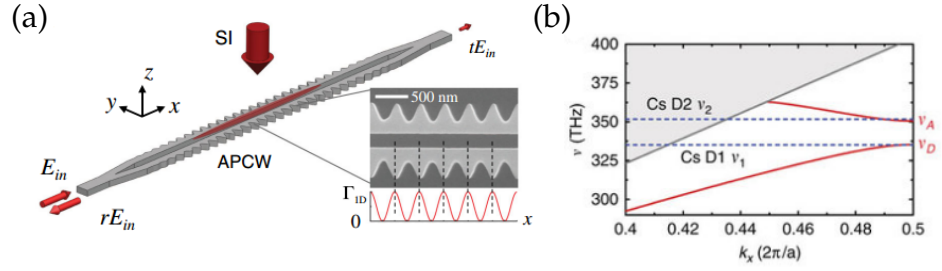 (a)
SI
tE_in
z
y
x
500 nm
APCW
E_in
rE_in
Γ_1D
0
x
(b)
400
375
350
325
300
ν (THz)
Cs D2 ν_2
ν_A
ν_D
Cs D1 ν_1
0.4 0.42 0.44 0.46 0.48 0.5
k_x (2π/a)